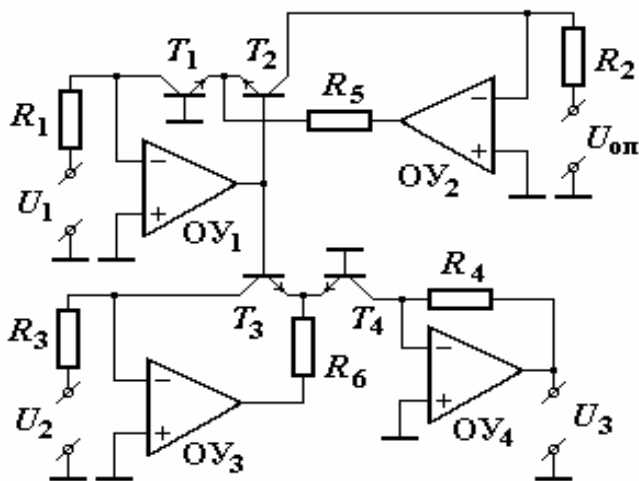 T1
T2
R5
R2
R1
−
−
+
+
ОУ1
ОУ2
Uоп
U1
R4
R3
T3
T4
R6
−
−
+
+
U2
ОУ3
ОУ4
U3